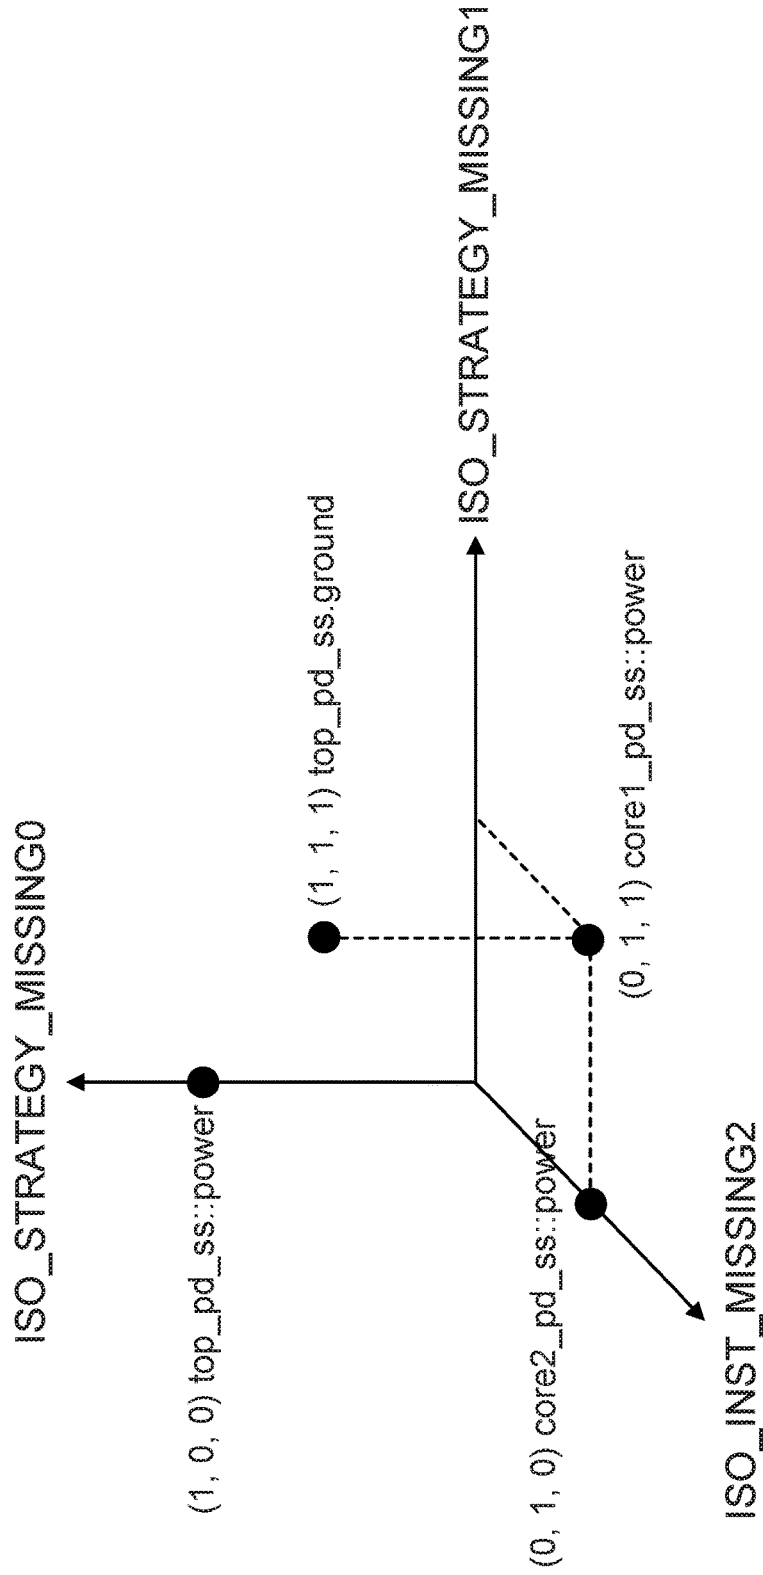 ISO_STRATEGY_MISSING0
(1, 0, 0) top_pd_ss::power
(1, 1, 1) top_pd_ss.ground
ISO_STRATEGY_MISSING1
(0, 1, 0) core2_pd_ss::power
(0, 1, 1) core1_pd_ss::power
ISO_INST_MISSING2